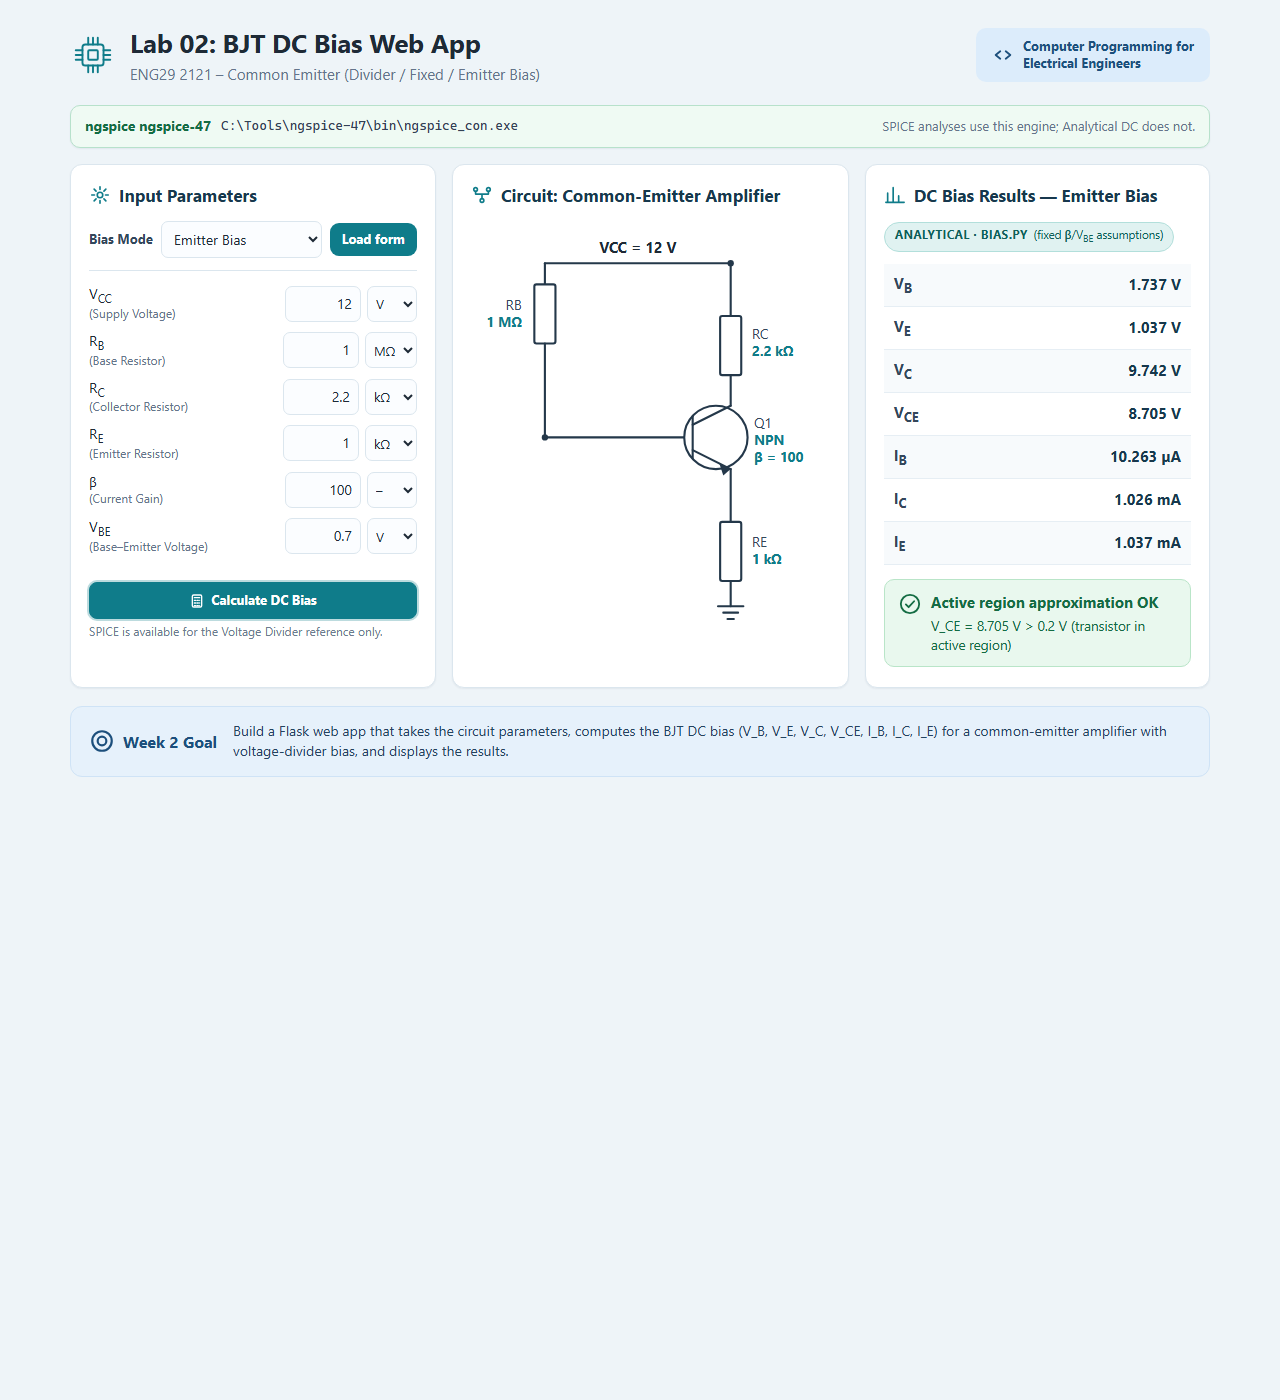 Lab 02: BJT DC Bias Web App
ENG29 2121 – Common Emitter (Divider / Fixed / Emitter Bias)
Computer Programming for
Electrical Engineers
ngspice ngspice-47 C:\Tools\ngspice-47\bin\ngspice_con.exe
SPICE analyses use this engine; Analytical DC does not.
Input Parameters
Bias Mode Emitter Bias Load form
VCC 12 V
(Supply Voltage)
RB 1 MΩ
(Base Resistor)
RC 2.2 kΩ
(Collector Resistor)
RE 1 kΩ
(Emitter Resistor)
β 100 –
(Current Gain)
VBE 0.7 V
(Base–Emitter Voltage)
Calculate DC Bias
SPICE is available for the Voltage Divider reference only.
Circuit: Common-Emitter Amplifier
VCC = 12 V
RB
1 MΩ
RC
2.2 kΩ
Q1
NPN
β = 100
RE
1 kΩ
DC Bias Results — Emitter Bias
ANALYTICAL · BIAS.PY (fixed β/VBE assumptions)
VB 1.737 V
VE 1.037 V
VC 9.742 V
VCE 8.705 V
IB 10.263 µA
IC 1.026 mA
IE 1.037 mA
Active region approximation OK
V_CE = 8.705 V > 0.2 V (transistor in
active region)
Week 2 Goal
Build a Flask web app that takes the circuit parameters, computes the BJT DC bias (V_B, V_E, V_C, V_CE, I_B, I_C, I_E) for a common-emitter amplifier with
voltage-divider bias, and displays the results.